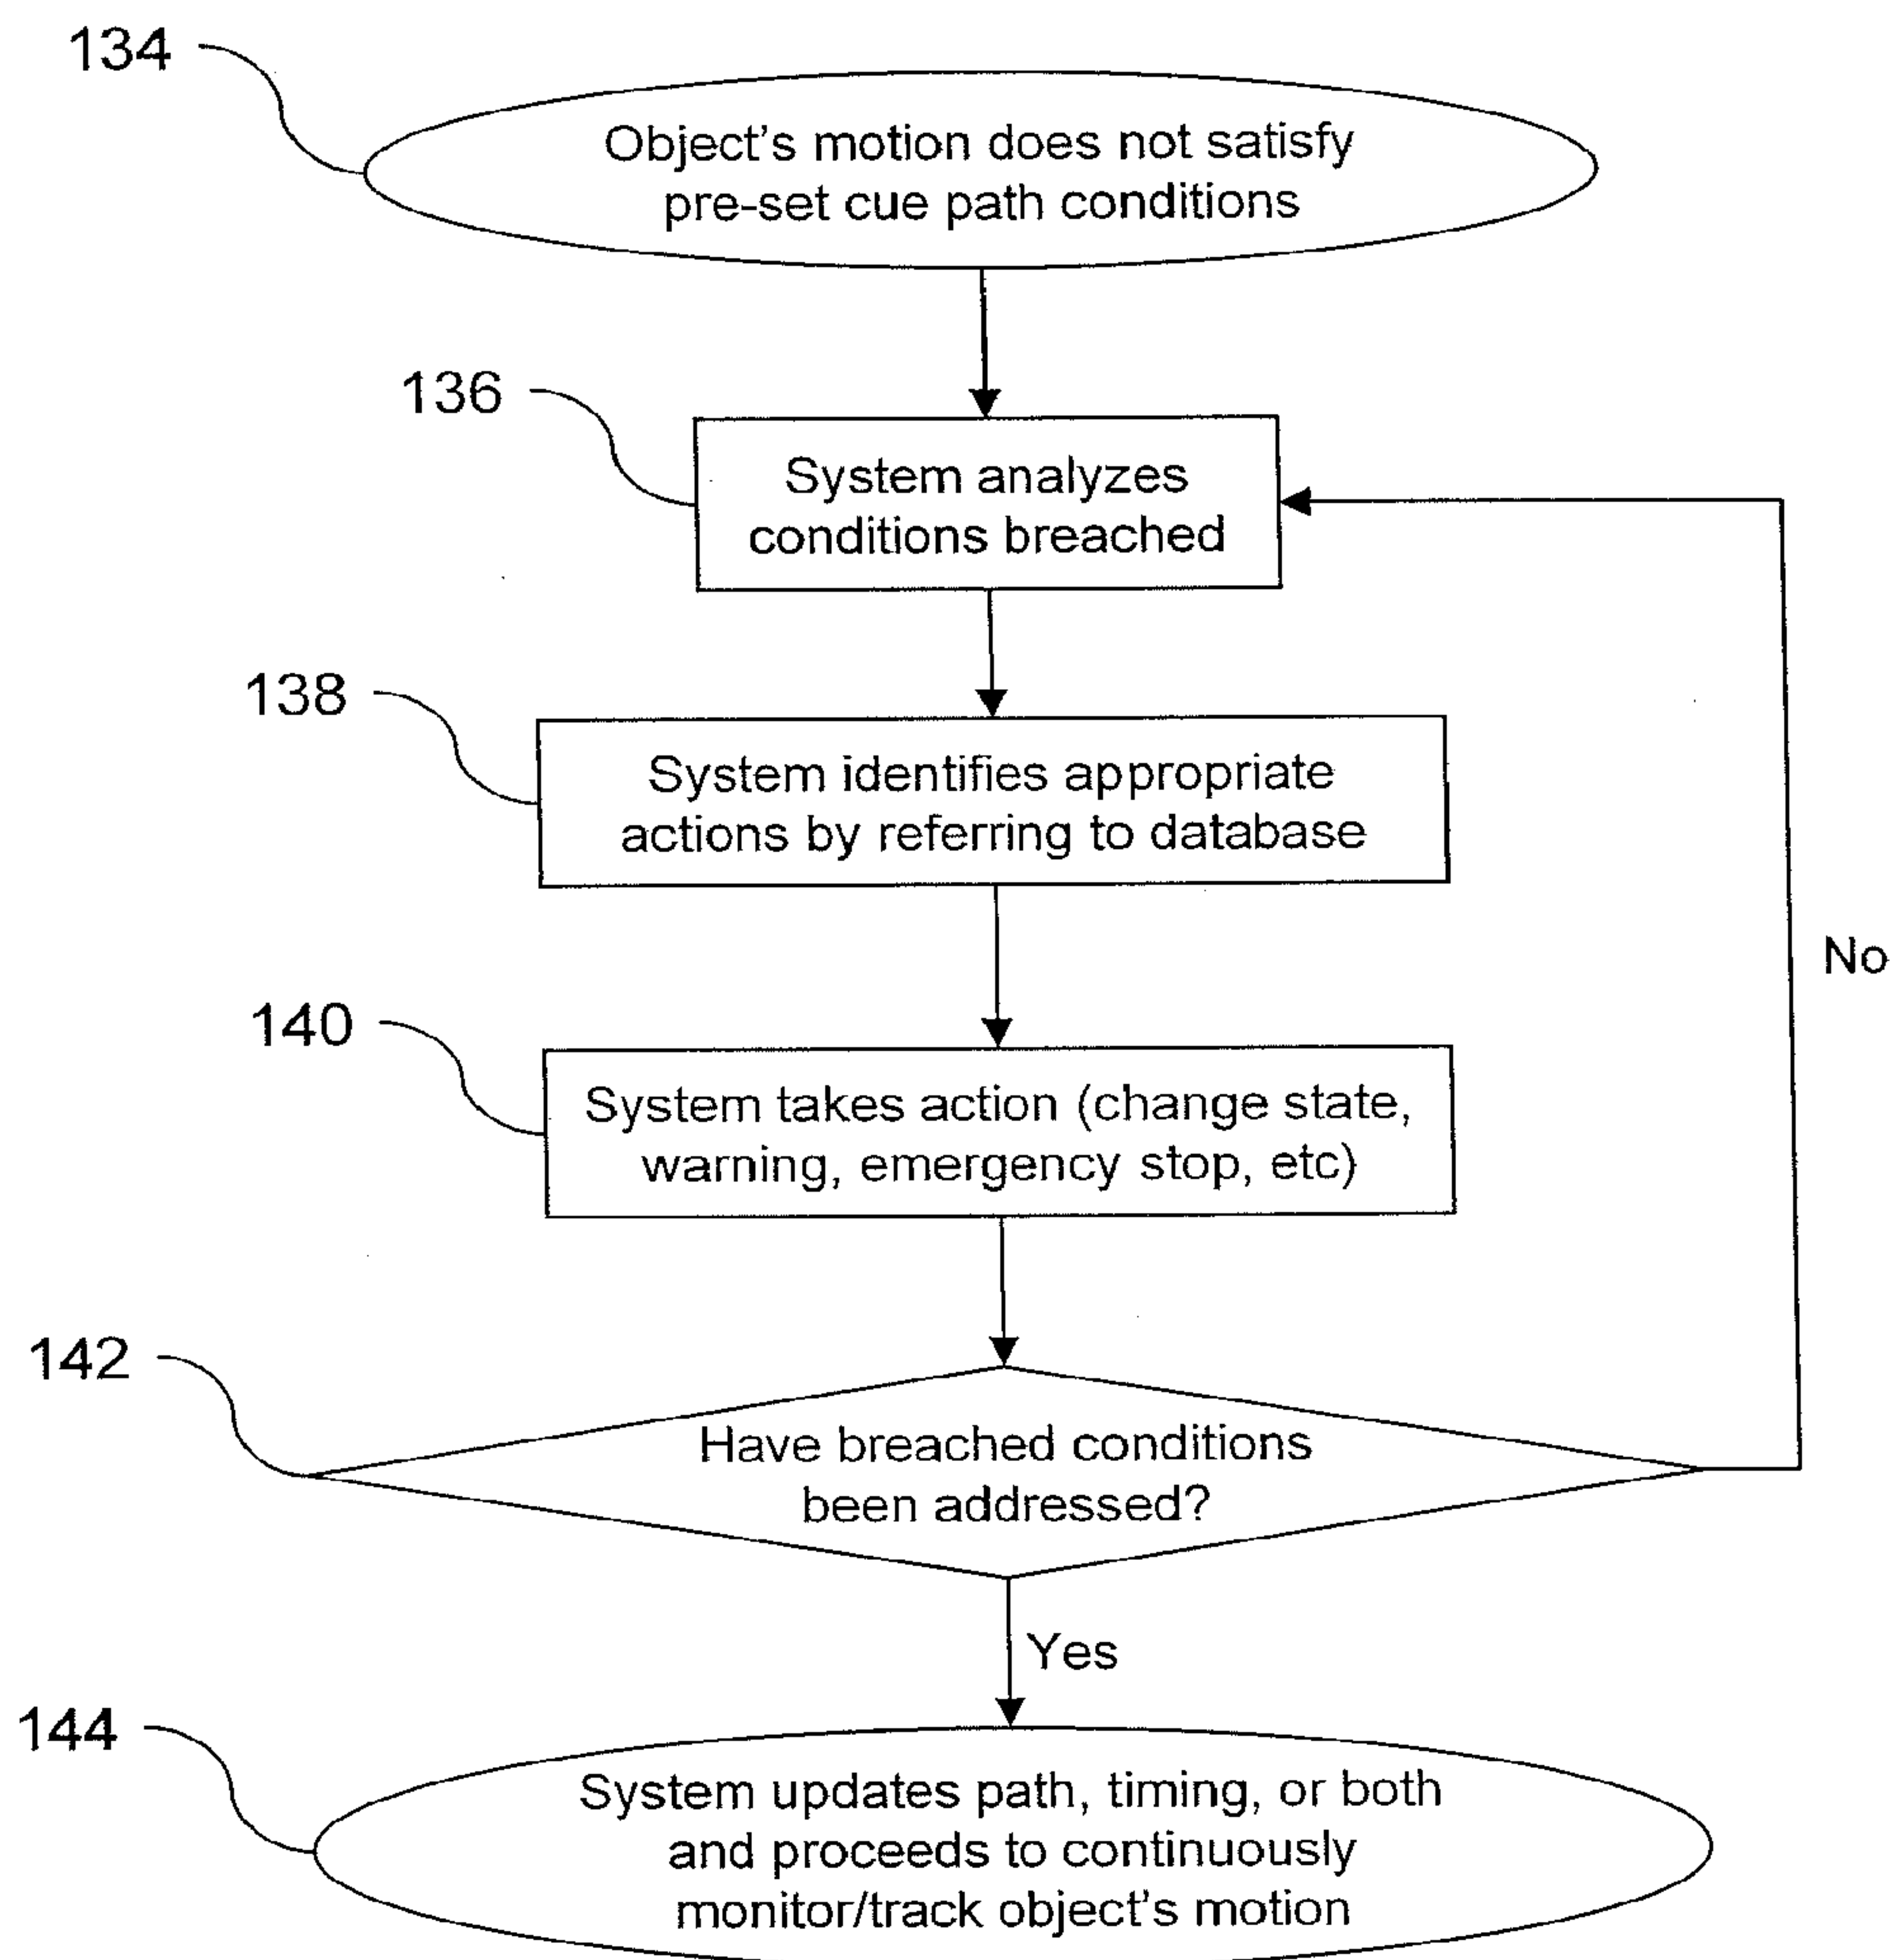 134
Object's motion does not satisfy
pre-set cue path conditions
136
System analyzes
conditions breached
138
System identifies appropriate
actions by referring to database
No
140
System takes action (change state,
warning, emergency stop, etc)
142
Have breached conditions
been addressed?
Yes
144
System updates path, timing, or both
and proceeds to continuously
monitor/track object's motion